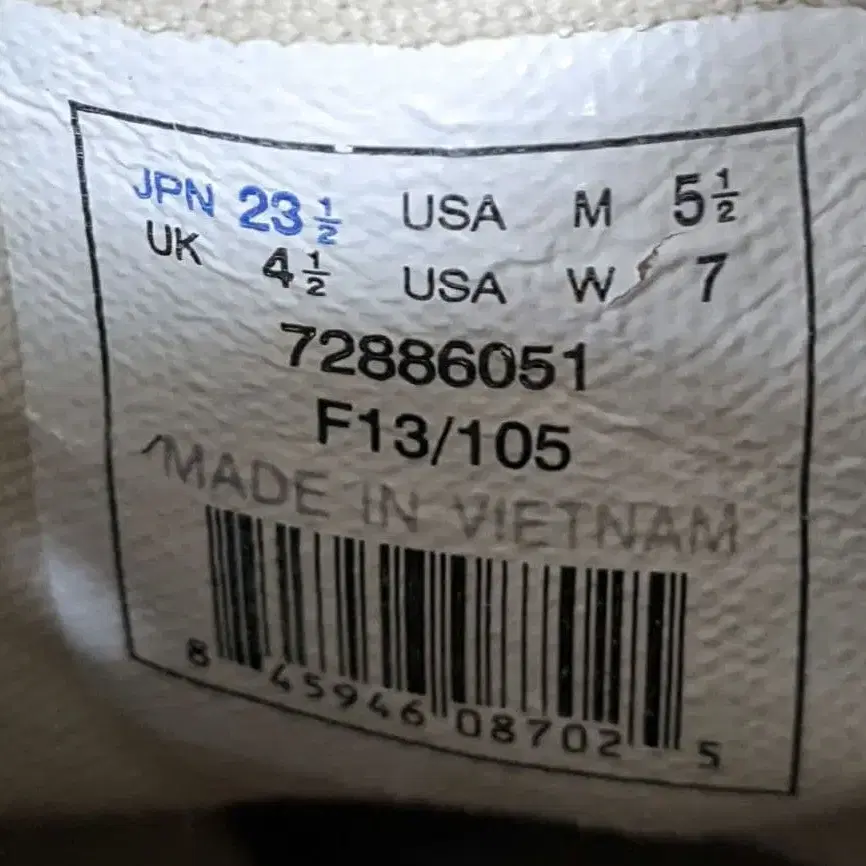 JPN 23 1/2 USA M 5 1/2
UK 4 1/2 USA W 7
72886051
F13/105
MADE IN VIETNAM
8 45946 08702 5